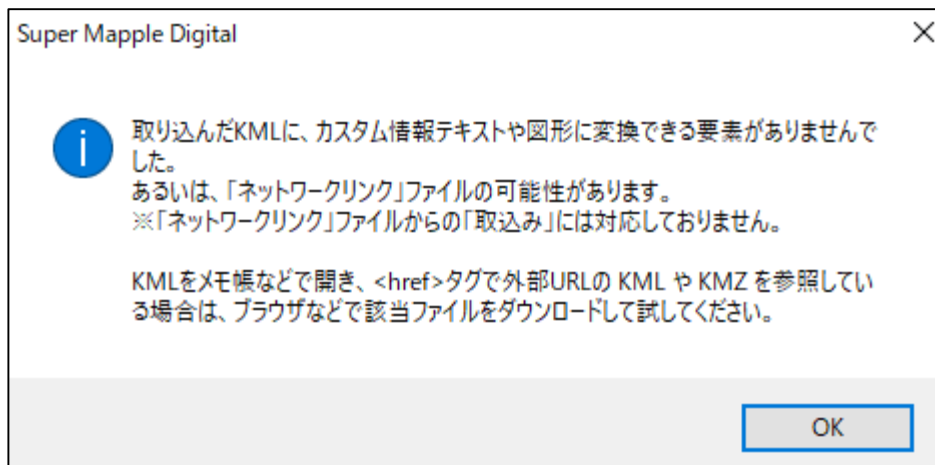 Super Mapple Digital
取り込んだKMLに、カスタム情報テキストや図形に変換できる要素がありませんで
した。
あるいは、「ネットワークリンク」ファイルの可能性があります。
※「ネットワークリンク」ファイルからの「取込み」には対応しておりません。
KMLをメモ帳などで開き、<href>タグで外部URLの KML や KMZ を参照してい
る場合は、ブラウザなどで該当ファイルをダウンロードして試してください。
OK